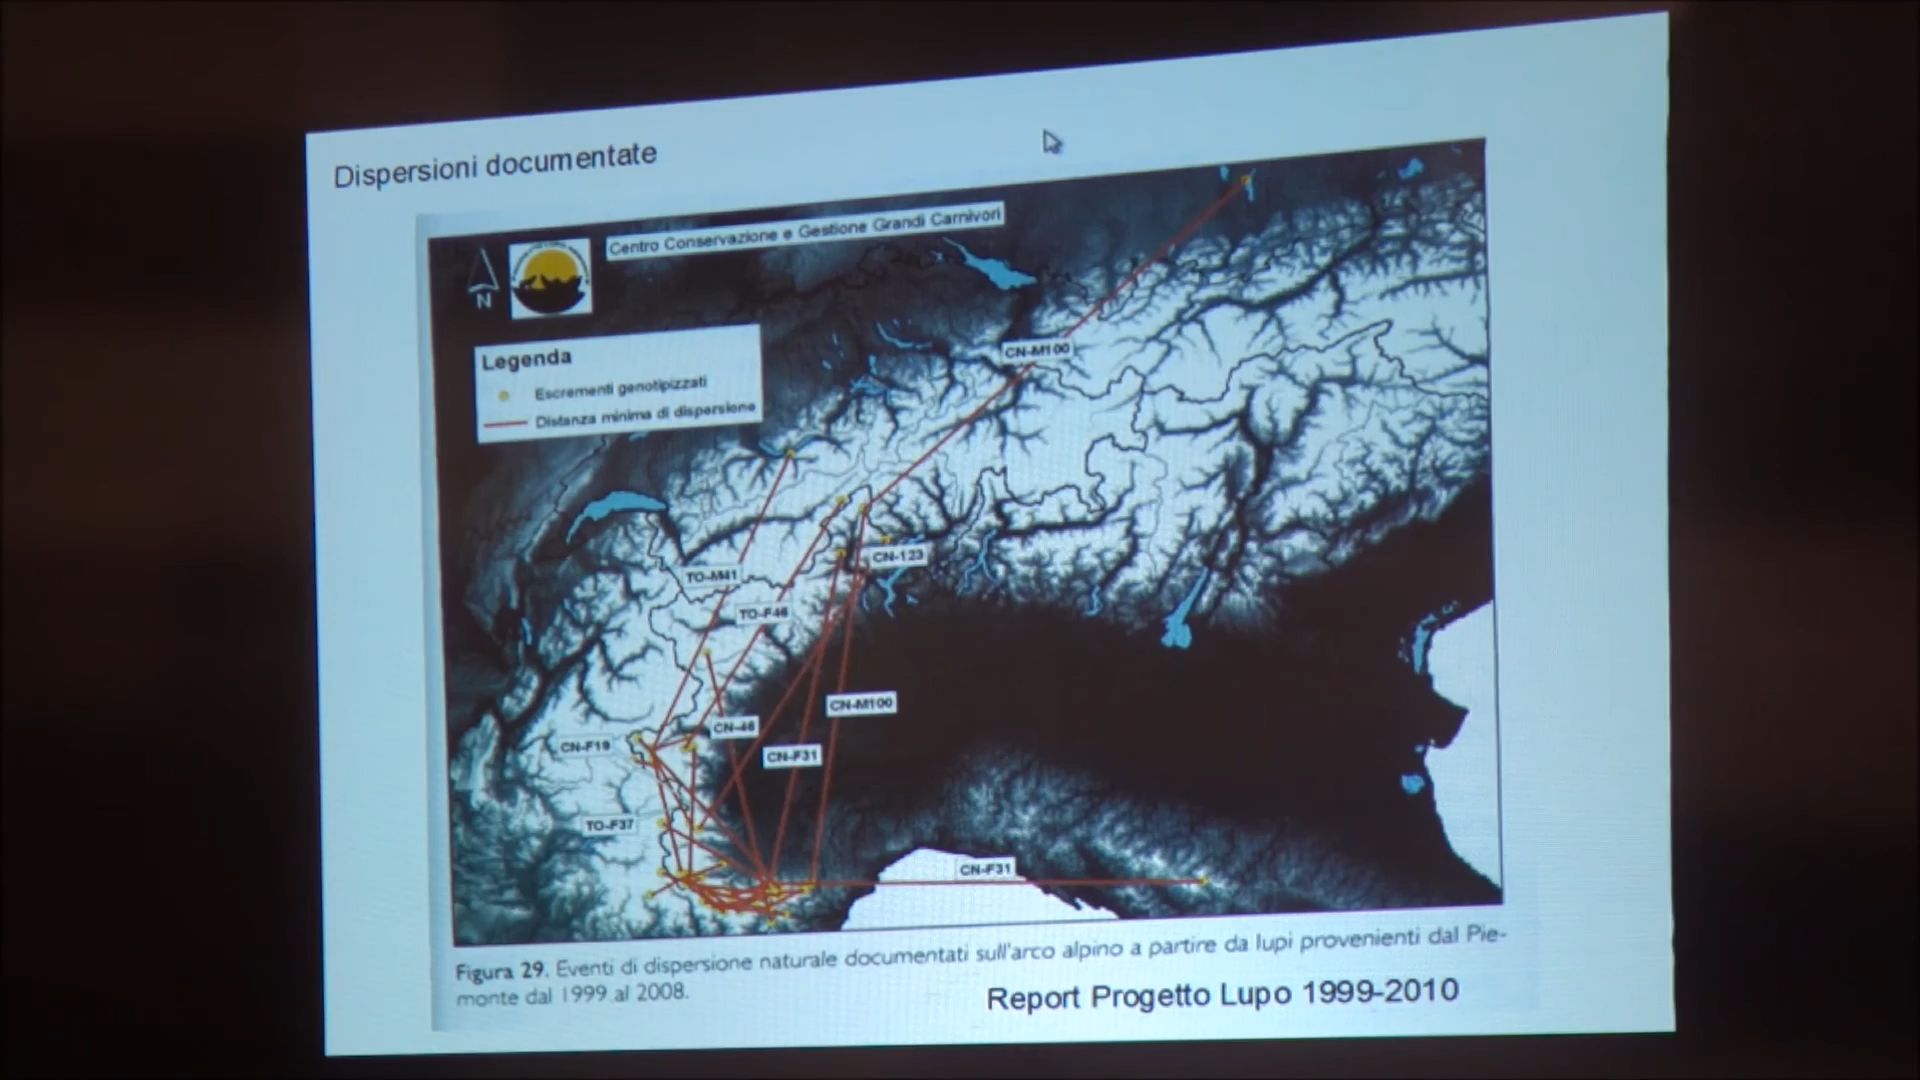 Dispersioni documentate
Centro Conservazione e Gestione Grandi Carnivori
N
Legenda
Escrementi genotipizzati
Distanza minima di dispersione
CN-M100
CN-123
TO-M41
TO-F46
CN-M100
CN-46
CN-F19
CN-F31
TO-F37
CN-F31
Figura 29. Eventi di dispersione naturale documentati sull'arco alpino a partire da lupi provenienti dal Pie-
monte dal 1999 al 2008.
Report Progetto Lupo 1999-2010